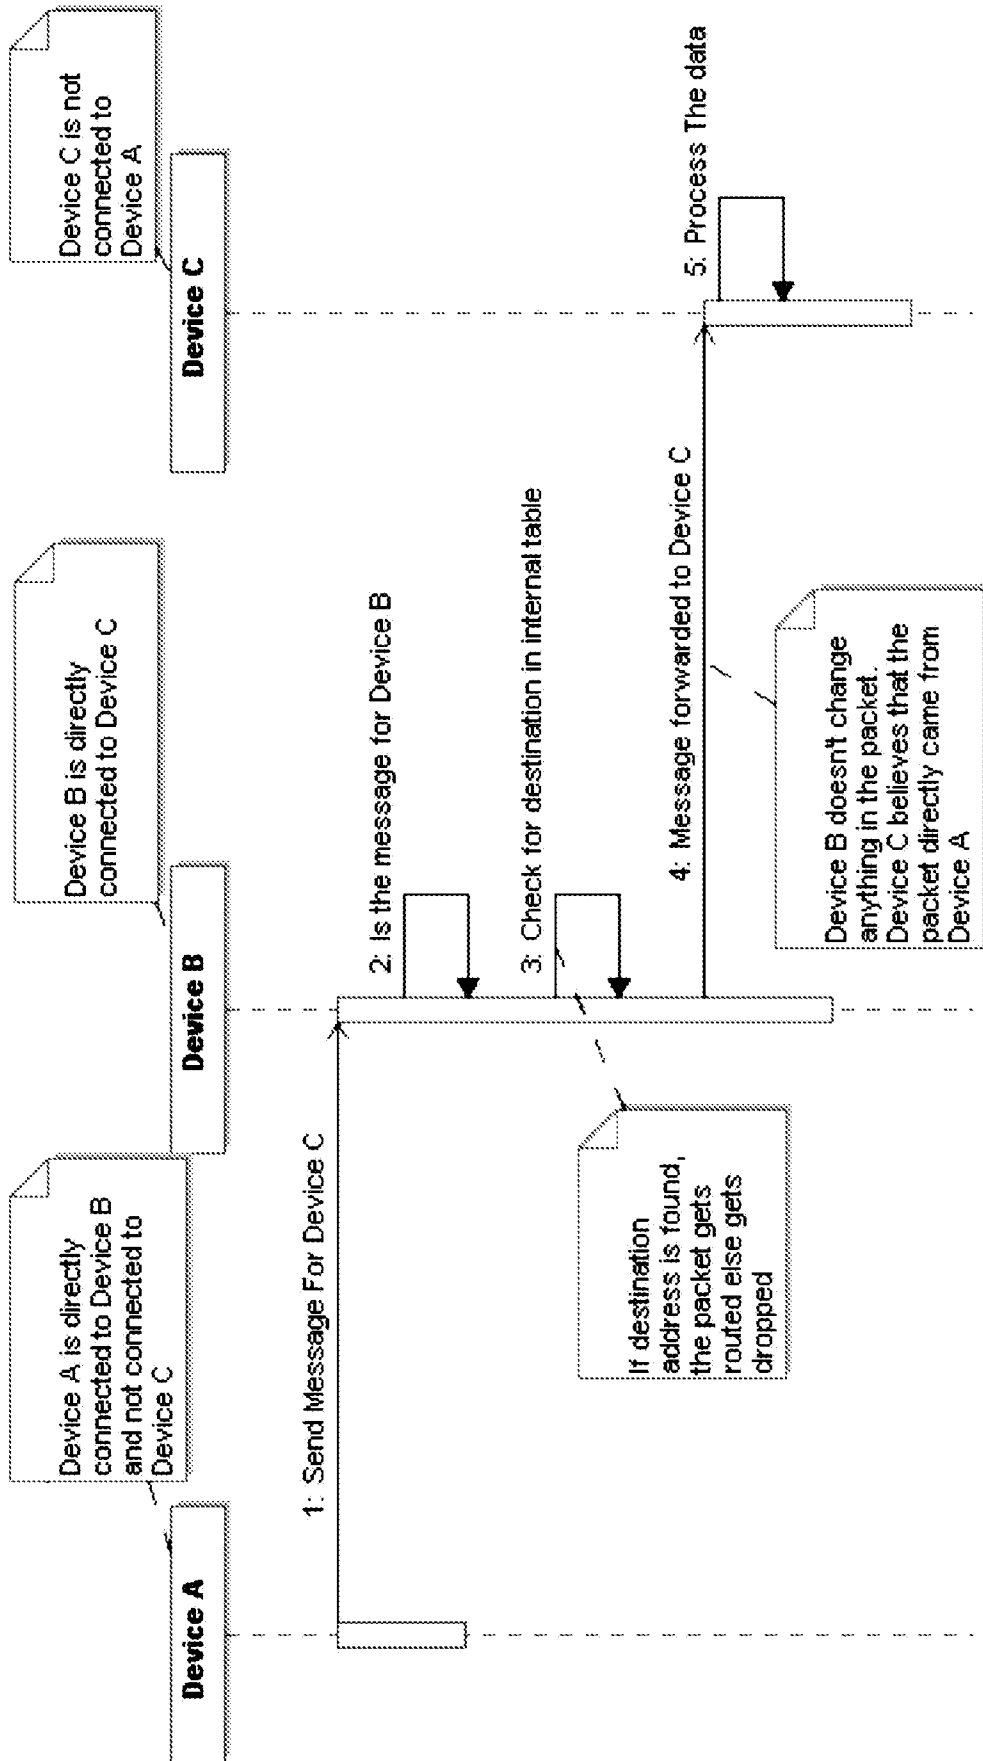 Device A is directly
connected to Device B
and not connected to
Device C
Device B is directly
connected to Device C
Device C is not
connected to
Device A
Device A
Device B
Device C
1: Send Message For Device C
2: Is the message for Device B
3: Check for destination in internal table
If destination
address is found,
the packet gets
routed else gets
dropped
4: Message forwarded to Device C
5: Process The data
Device B doesn't change
anything in the packet.
Device C believes that the
packet directly came from
Device A